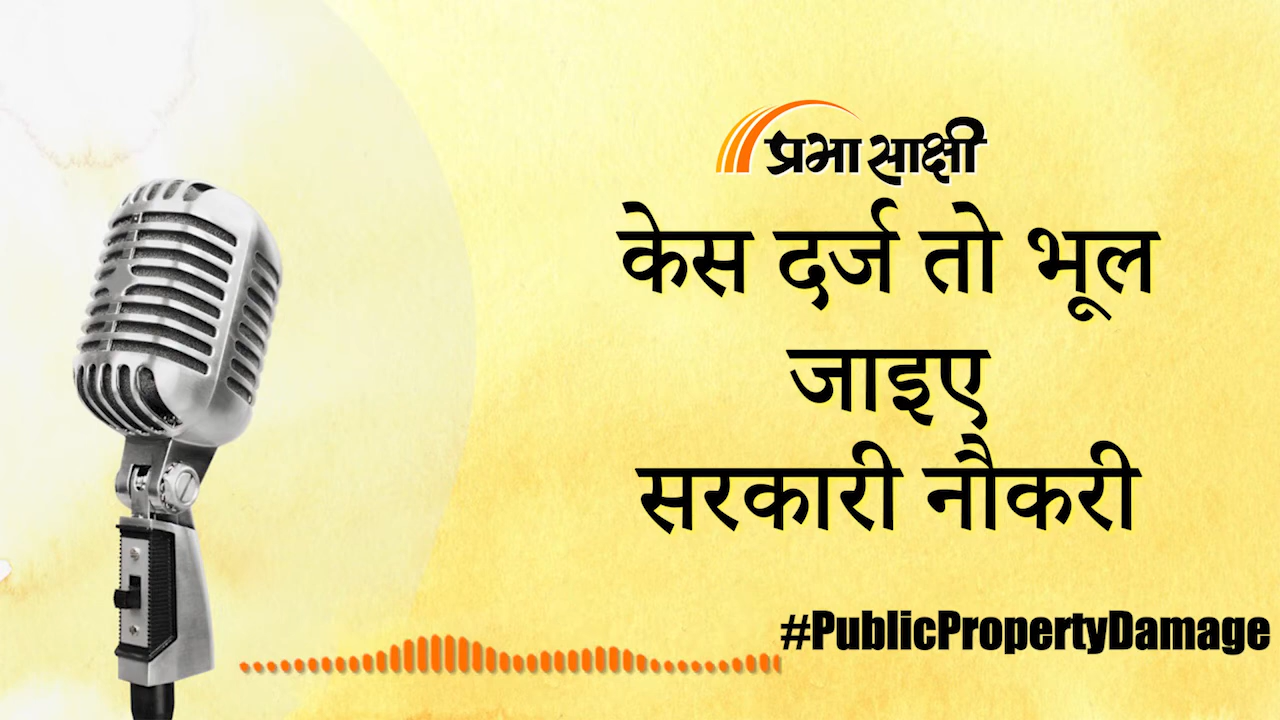 प्रभा साक्षी
केस दर्ज तो भूल
जाइए
सरकारी नौकरी
#PublicPropertyDamage